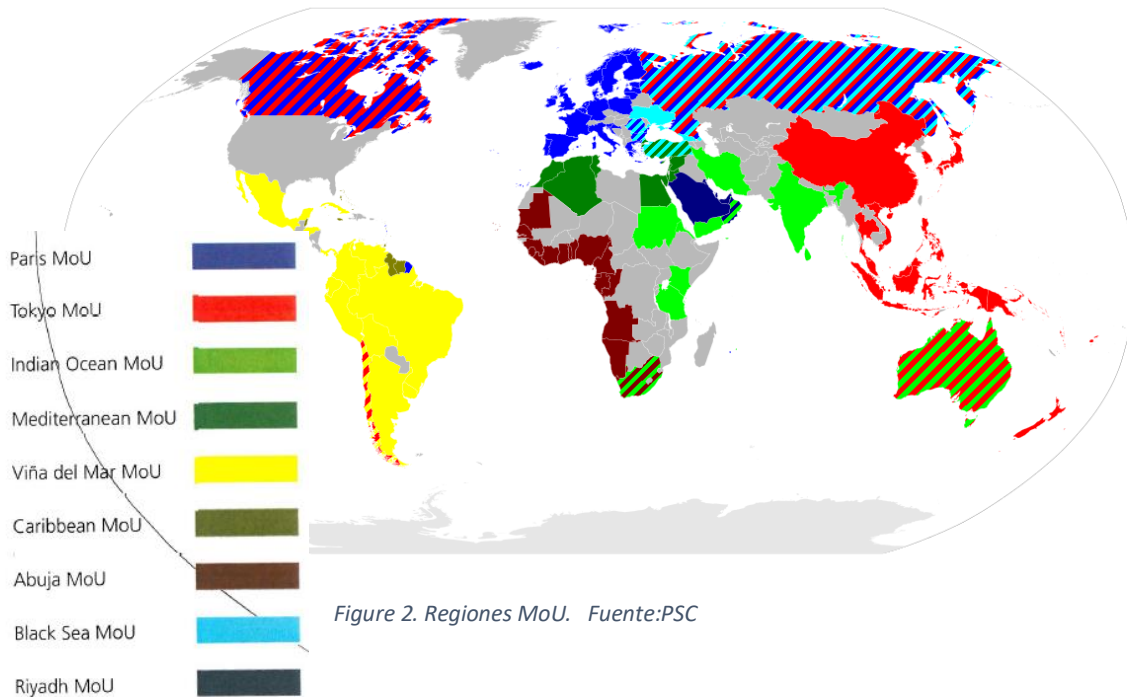 Paris MoU
Tokyo MoU
Indian Ocean MoU
Mediterranean MoU
Viña del Mar MoU
Caribbean MoU
Abuja MoU
Black Sea MoU
Riyadh MoU
Figure 2. Regiones MoU. Fuente:PSC